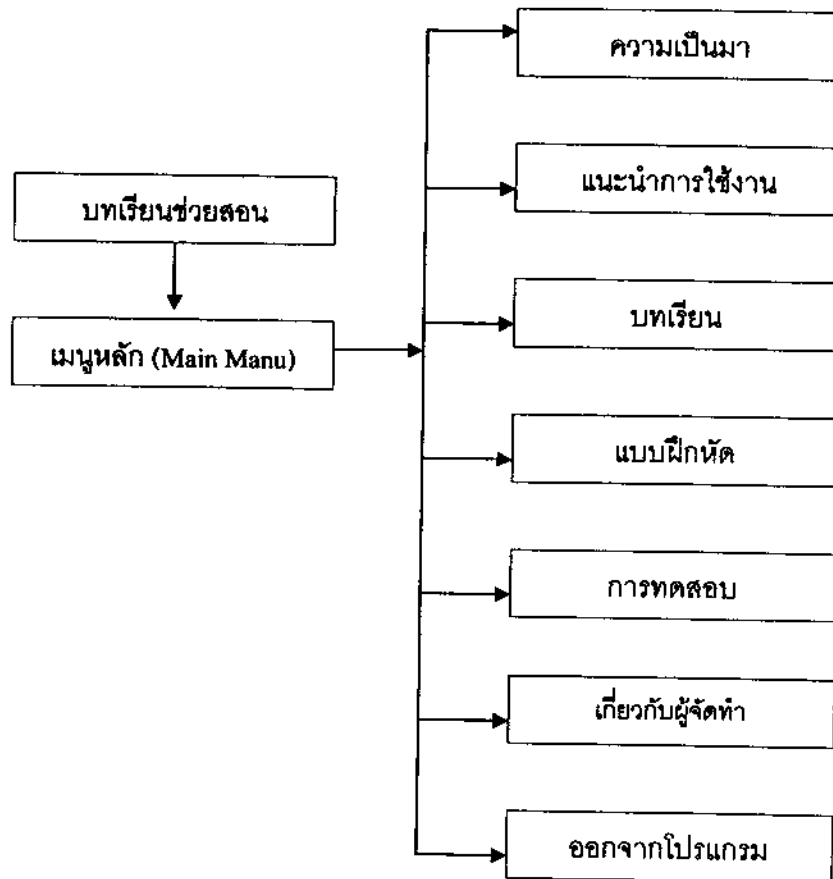 บทเรียนช่วยสอน
เมนูหลัก (Main Manu)
ความเป็นมา
แนะนำการใช้งาน
บทเรียน
แบบฝึกหัด
การทดสอบ
เกี่ยวกับผู้จัดทำ
ออกจากโปรแกรม